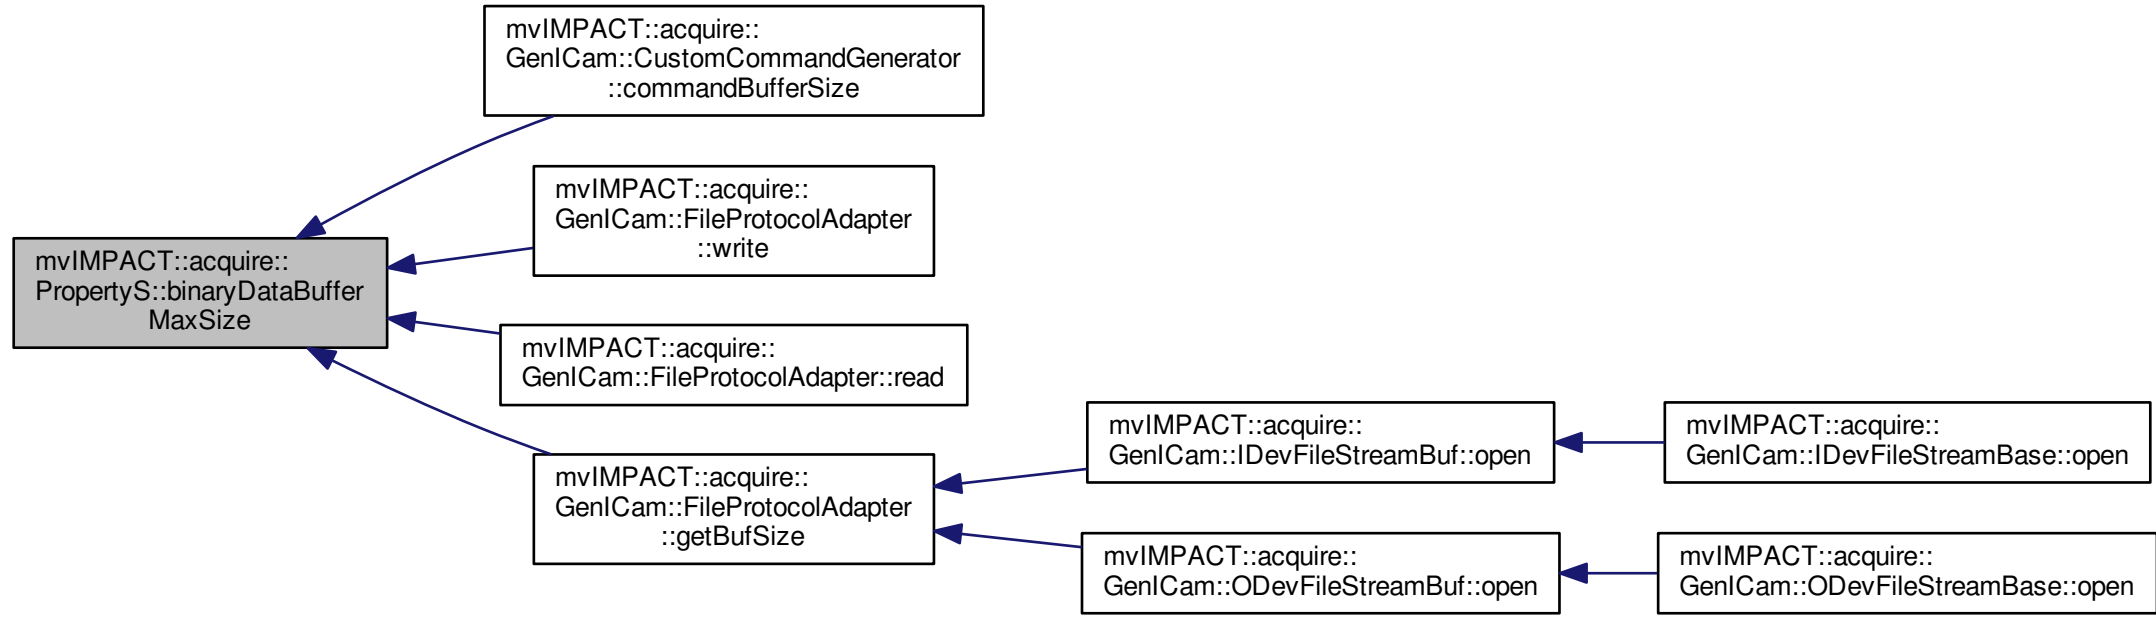 mvIMPACT::acquire::
GenICam::CustomCommandGenerator
::commandBufferSize
mvIMPACT::acquire::
GenICam::FileProtocolAdapter
::write
mvIMPACT::acquire::
PropertyS::binaryDataBuffer
MaxSize
mvIMPACT::acquire::
GenICam::FileProtocolAdapter::read
mvIMPACT::acquire::
GenICam::FileProtocolAdapter
::getBufSize
mvIMPACT::acquire::
GenICam::IDevFileStreamBuf::open
mvIMPACT::acquire::
GenICam::IDevFileStreamBase::open
mvIMPACT::acquire::
GenICam::ODevFileStreamBuf::open
mvIMPACT::acquire::
GenICam::ODevFileStreamBase::open